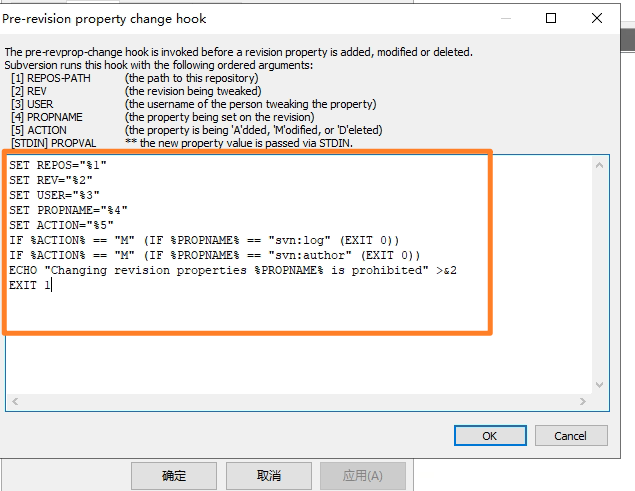 Pre-revision property change hook
The pre-revprop-change hook is invoked before a revision property is added, modified or deleted.
Subversion runs this hook with the following ordered arguments:
[1] REPOS-PATH (the path to this repository)
[2] REV (the revision being tweaked)
[3] USER (the username of the person tweaking the property)
[4] PROPNAME (the property being set on the revision)
[5] ACTION (the property is being 'A'dded, 'M'odified, or 'D'eleted)
[STDIN] PROPVAL ** the new property value is passed via STDIN.
SET REPOS="%1"
SET REV="%2"
SET USER="%3"
SET PROPNAME="%4"
SET ACTION="%5"
IF %ACTION% == "M" (IF %PROPNAME% == "svn:log" (EXIT 0))
IF %ACTION% == "M" (IF %PROPNAME% == "svn:author" (EXIT 0))
ECHO "Changing revision properties %PROPNAME% is prohibited" >&2
EXIT 1
OK Cancel
确定 取消 应用(A)